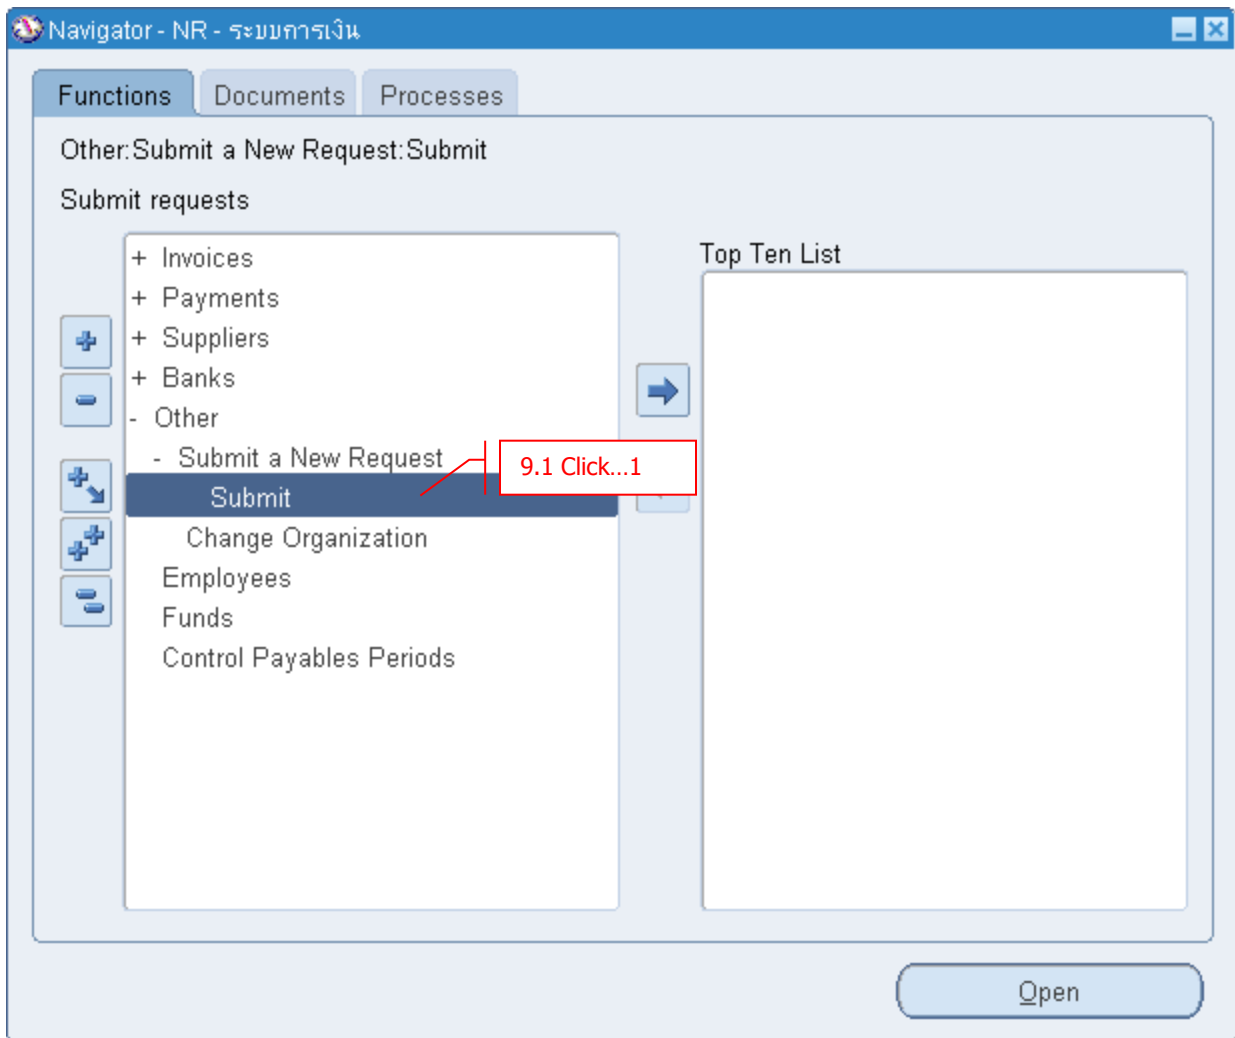 Navigator - NR - ระบบการเงิน
Functions Documents Processes
Other:Submit a New Request:Submit
Submit requests
Top Ten List
+ Invoices
+ Payments
+ Suppliers
+ Banks
- Other
- Submit a New Request
9.1 Click...1
Submit
Change Organization
Employees
Funds
Control Payables Periods
Open